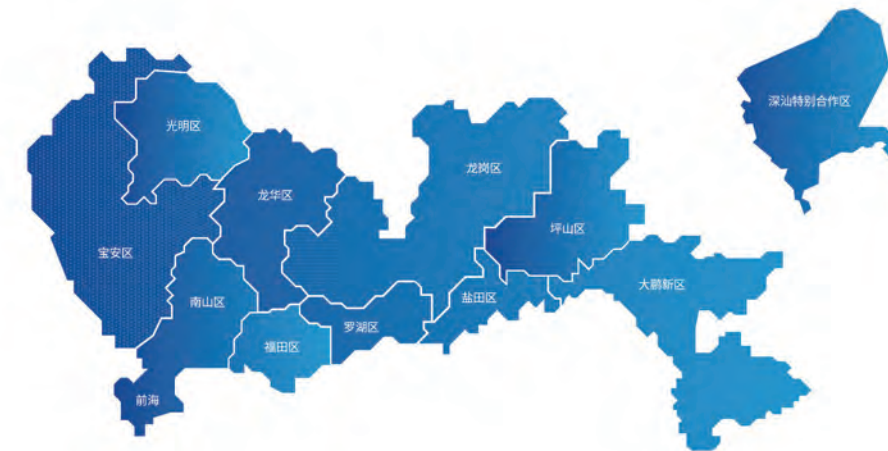 深汕特别合作区
光明区
龙岗区
龙华区
坪山区
宝安区
大鹏新区
南山区
盐田区
罗湖区
福田区
前海